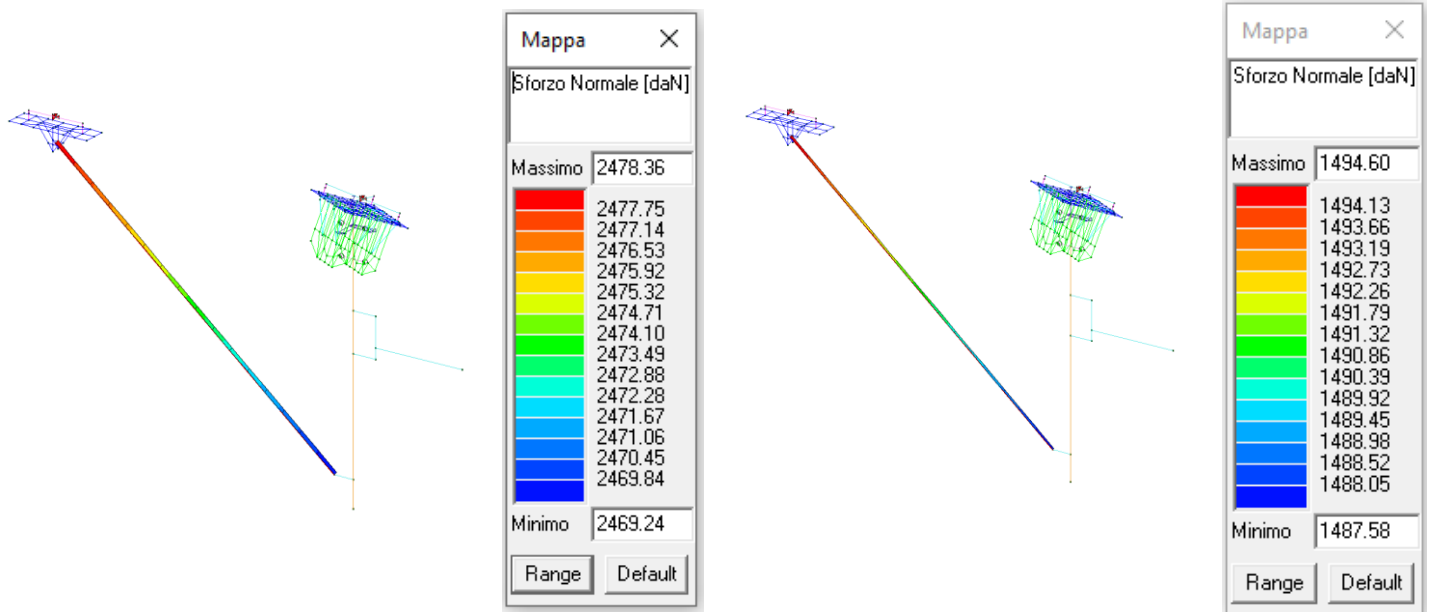 Mappa
Sforzo Normale [daN]
Massimo 2478.36
2477.75
2477.14
2476.53
2475.92
2475.32
2474.71
2474.10
2473.49
2472.88
2472.28
2471.67
2471.06
2470.45
2469.84
Minimo 2469.24
Range Default
Mappa
Sforzo Normale [daN]
Massimo 1494.60
1494.13
1493.66
1493.19
1492.73
1492.26
1491.79
1491.32
1490.86
1490.39
1489.92
1489.45
1488.98
1488.52
1488.05
Minimo 1487.58
Range Default